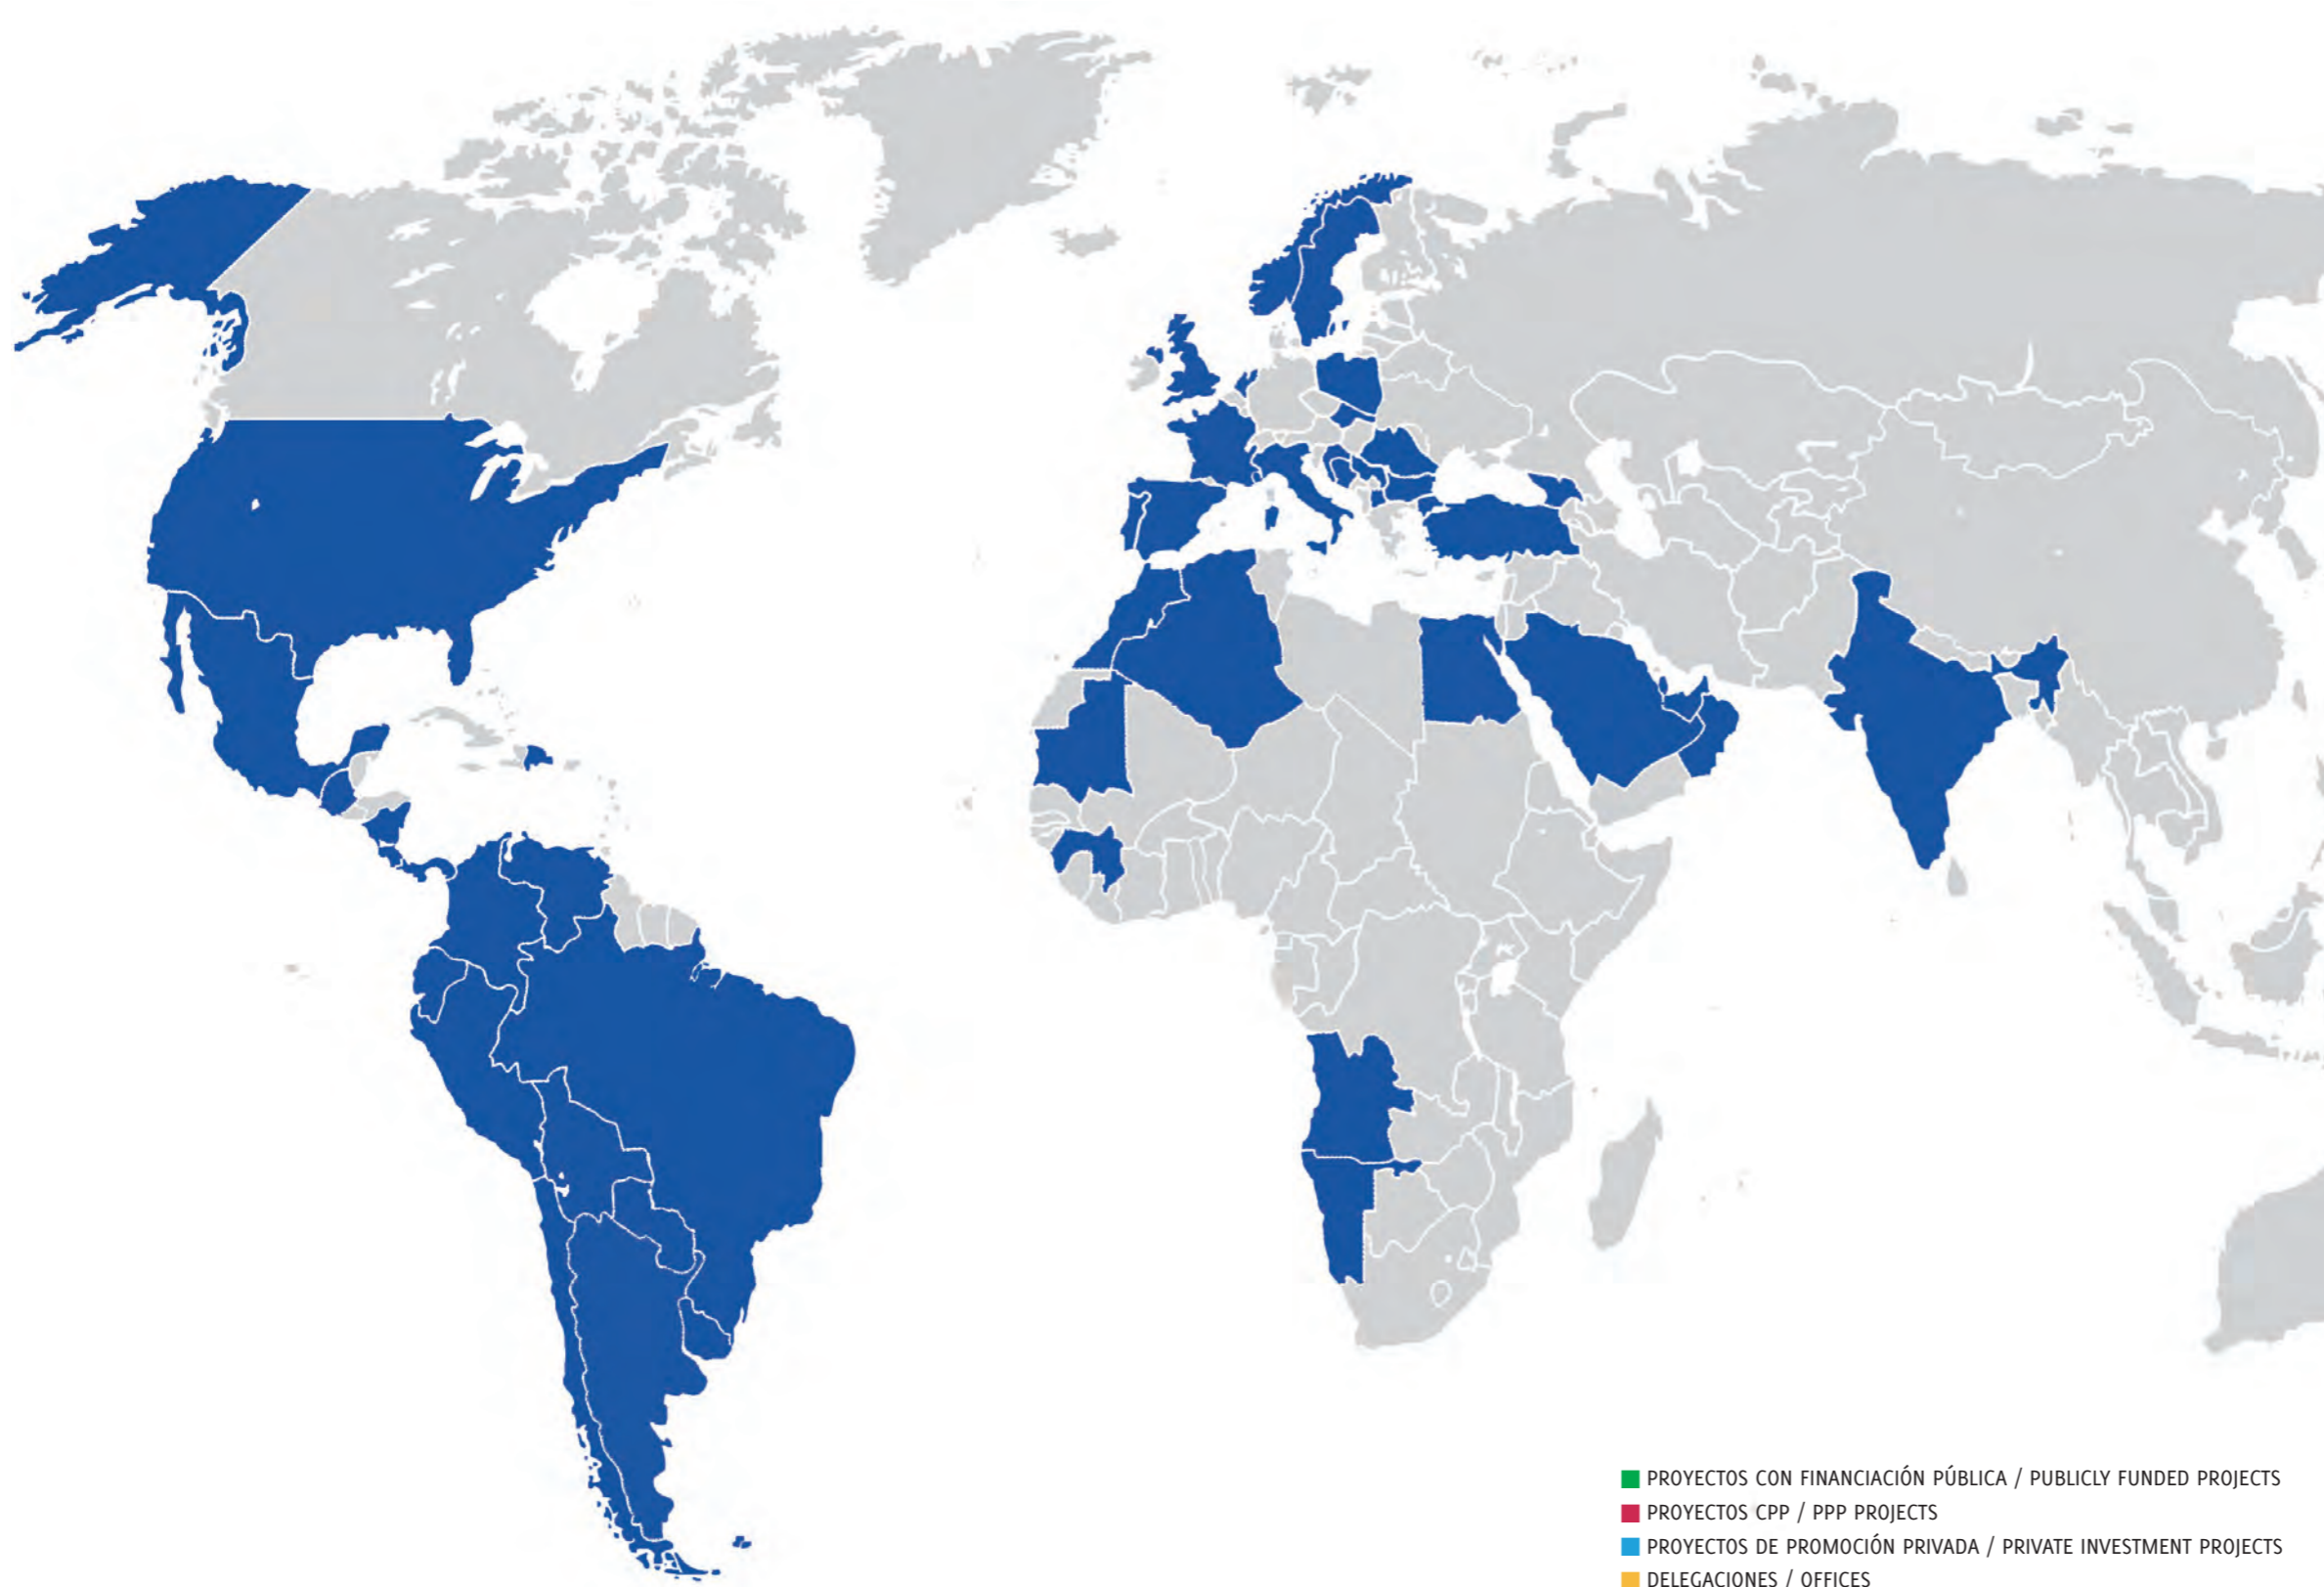 PROYECTOS CON FINANCIACIÓN PÚBLICA / PUBLICLY FUNDED PROJECTS
PROYECTOS CPP / PPP PROJECTS
PROYECTOS DE PROMOCIÓN PRIVADA / PRIVATE INVESTMENT PROJECTS
DELEGACIONES / OFFICES